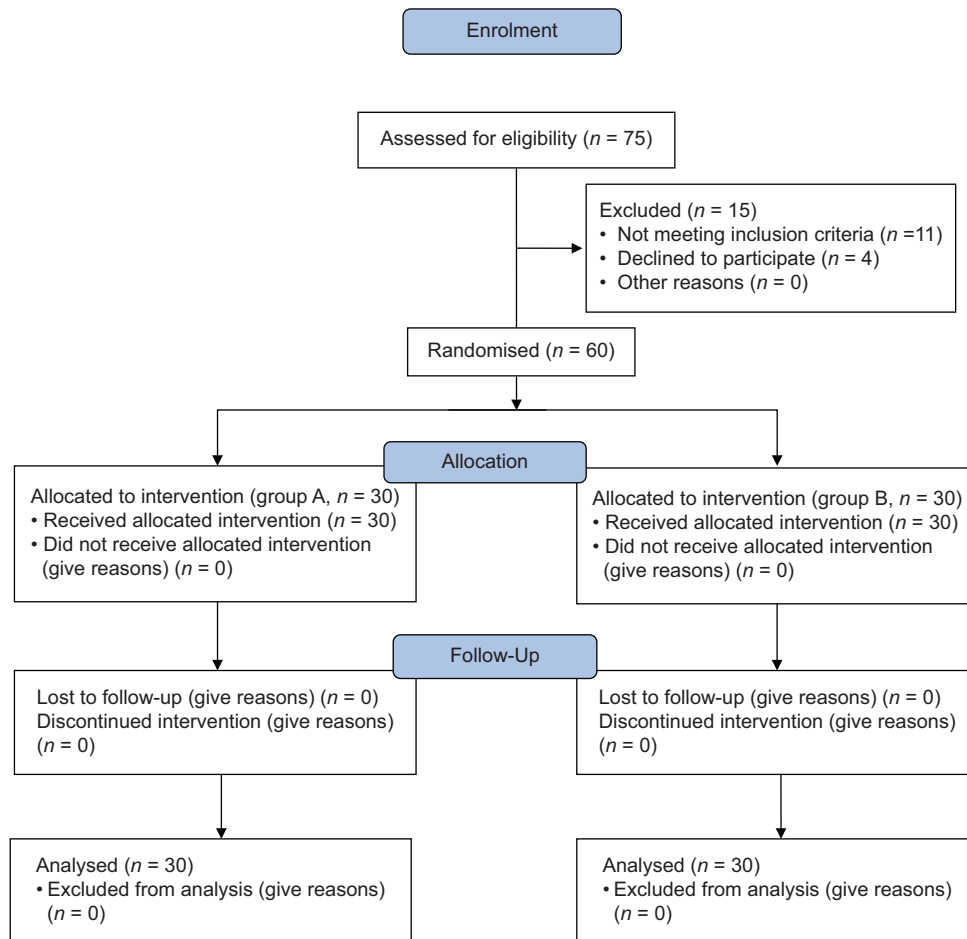 Enrolment
Assessed for eligibility (n = 75)
Excluded (n = 15)
• Not meeting inclusion criteria (n =11)
• Declined to participate (n = 4)
• Other reasons (n = 0)
Randomised (n = 60)
Allocation
Allocated to intervention (group A, n = 30)
• Received allocated intervention (n = 30)
• Did not receive allocated intervention
(give reasons) (n = 0)
Allocated to intervention (group B, n = 30)
• Received allocated intervention (n = 30)
• Did not receive allocated intervention
(give reasons) (n = 0)
Follow-Up
Lost to follow-up (give reasons) (n = 0)
Discontinued intervention (give reasons)
(n = 0)
Lost to follow-up (give reasons) (n = 0)
Discontinued intervention (give reasons)
(n = 0)
Analysed (n = 30)
• Excluded from analysis (give reasons)
(n = 0)
Analysed (n = 30)
• Excluded from analysis (give reasons)
(n = 0)